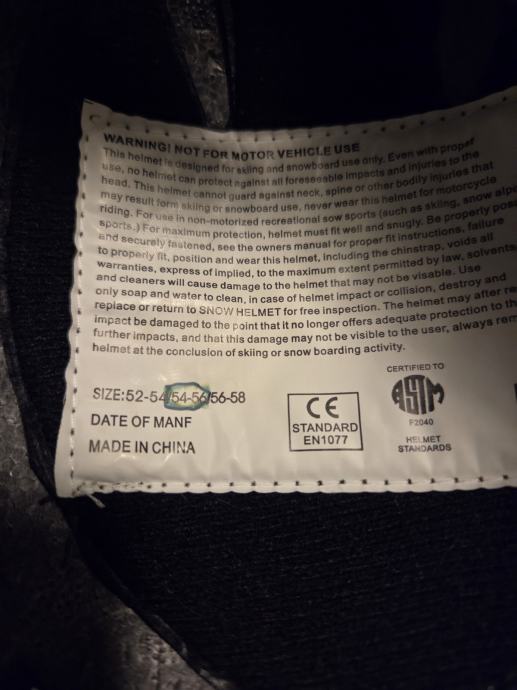 WARNING! NOT FOR MOTOR VEHICLE USE
This helmet is designed for skiing and snowboard use only. Even with proper
use, no helmet can protect against all foreseeable impacts and injuries to the
head. This helmet cannot guard against neck, spine or other bodily injuries that
may result form skiing or snowboard use, never wear this helmet for motorcycle
riding. For use in non-motorized recreational sow sports (such as skiing, snow
sports.) For maximum protection, helmet must fit well and snugly. Be properly
and securely fastened, see the owners manual for proper fit instructions, failure
to properly fit, position and wear this helmet, including the chinstrap, voids all
warranties, express of implied, to the maximum extent permitted by law, solvents
and cleaners will cause damage to the helmet that may not be visable. Use
only soap and water to clean, in case of helmet impact or collision, destroy and
replace or return to SNOW HELMET for free inspection. The helmet may after
impact be damaged to the point that it no longer offers adequate protection to
further impacts, and that this damage may not be visible to the user, always
helmet at the conclusion of skiing or snow boarding activity.
SIZE:52-54/54-56/56-58
DATE OF MANF
MADE IN CHINA
CE
STANDARD
EN1077
CERTIFIED TO
ASTM
F2040
HELMET
STANDARDS